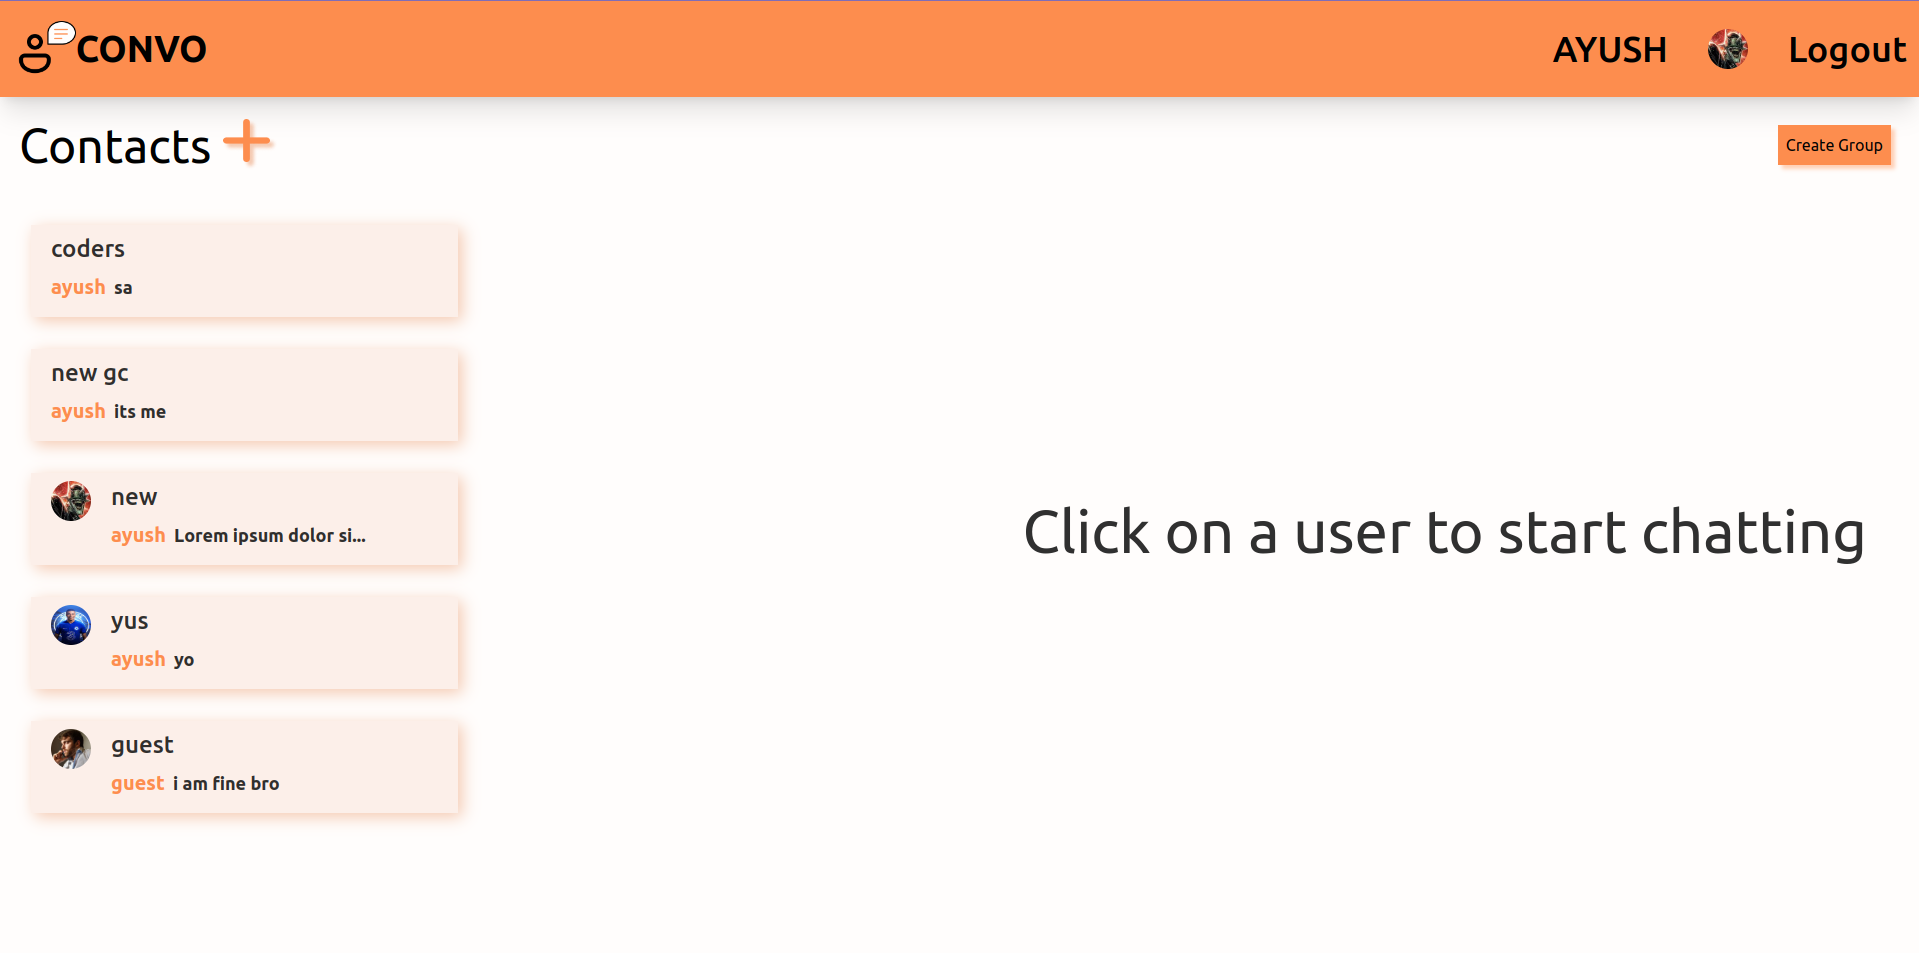 CONVO
AYUSH
Logout
Contacts
Create Group
coders
ayush sa
new gc
ayush its me
new
ayush Lorem ipsum dolor si...
yus
ayush yo
guest
guest i am fine bro
Click on a user to start chatting